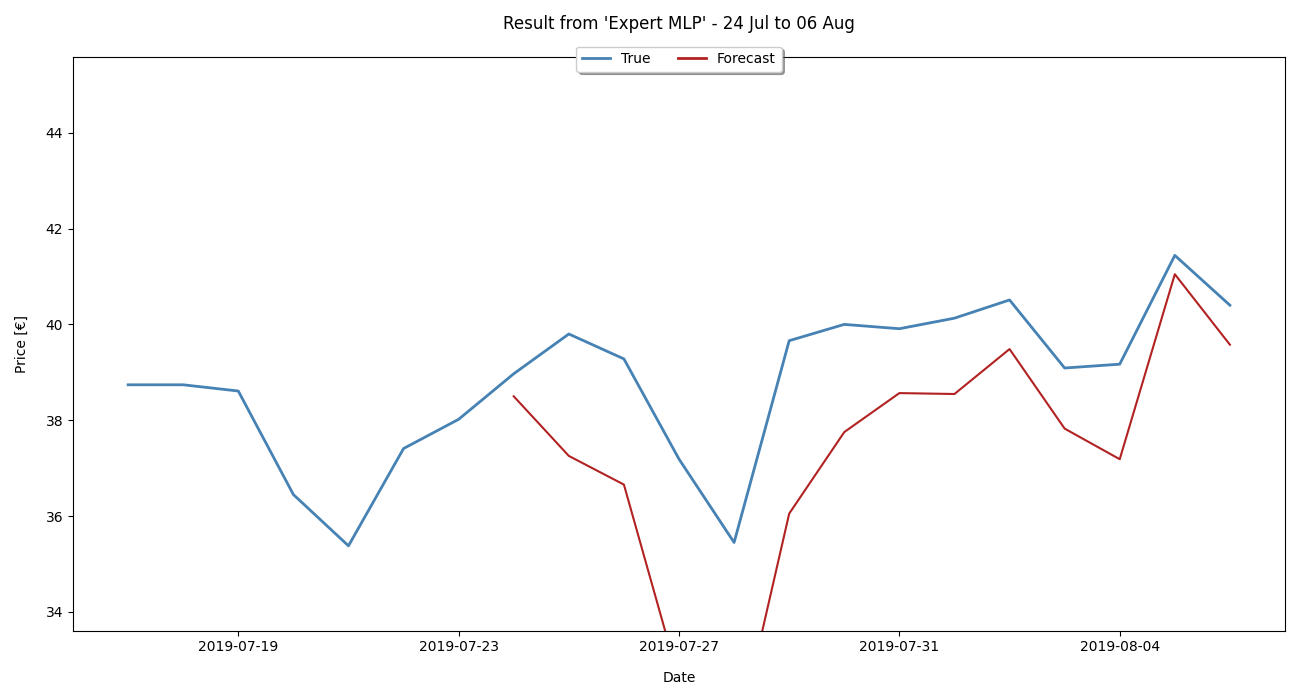 Result from 'Expert MLP' - 24 Jul to 06 Aug
True
Forecast
Price [€]
44
42
40
38
36
34
2019-07-19
2019-07-23
2019-07-27
2019-07-31
2019-08-04
Date